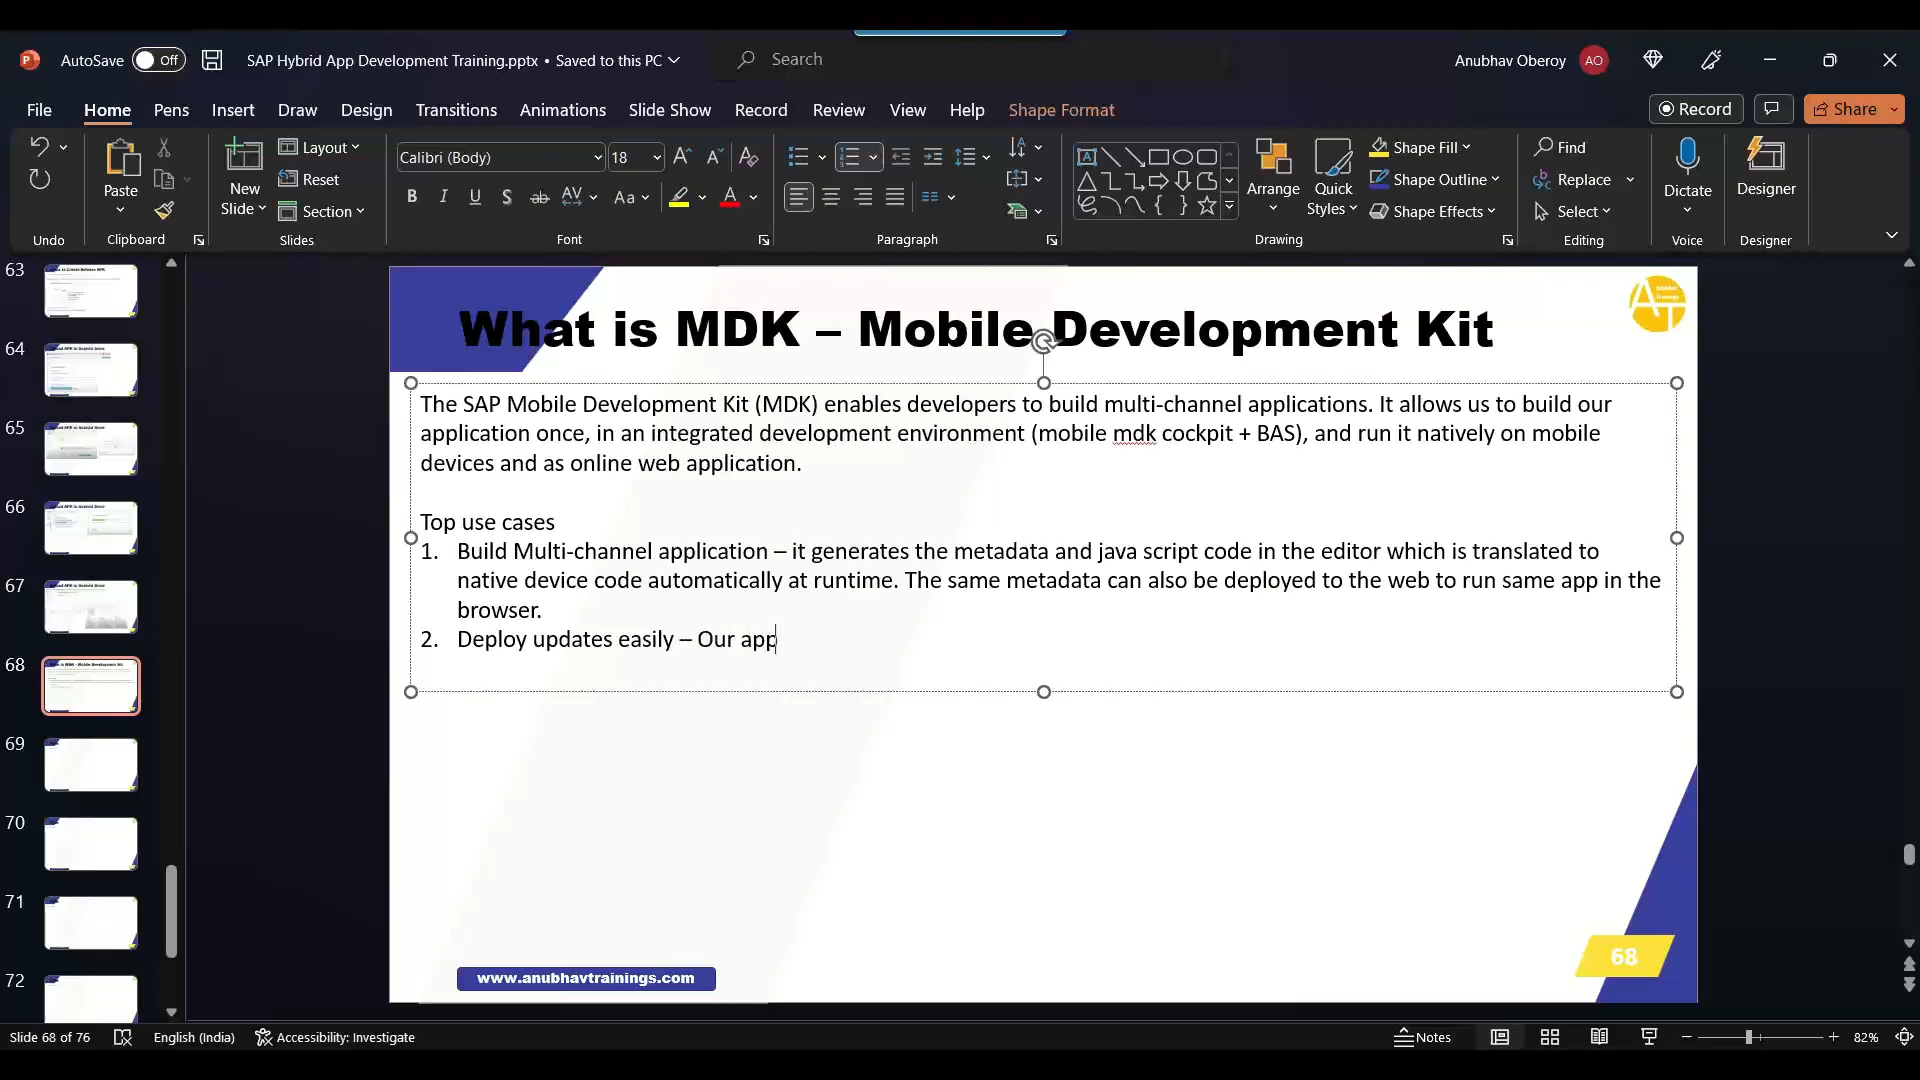 AutoSave Off SAP Hybrid App Development Training.pptx • Saved to this PC Search Anubhav Oberoy AO
File Home Pens Insert Draw Design Transitions Animations Slide Show Record Review View Help Shape Format Record Share
Paste
New
Slide
Layout
Reset
Section
Calibri (Body) 18
Arrange
Quick
Styles
Shape Fill
Shape Outline
Shape Effects
Find
Replace
Select
Dictate
Designer
Undo Clipboard Slides Font Paragraph Drawing Editing Voice Designer
63
64
65
66
67
68
69
70
71
72
What is MDK – Mobile Development Kit
The SAP Mobile Development Kit (MDK) enables developers to build multi-channel applications. It allows us to build our
application once, in an integrated development environment (mobile mdk cockpit + BAS), and run it natively on mobile
devices and as online web application.
Top use cases
1. Build Multi-channel application – it generates the metadata and java script code in the editor which is translated to
native device code automatically at runtime. The same metadata can also be deployed to the web to run same app in the
browser.
2. Deploy updates easily – Our app
www.anubhavtrainings.com
68
Slide 68 of 76 English (India) Accessibility: Investigate Notes 82%